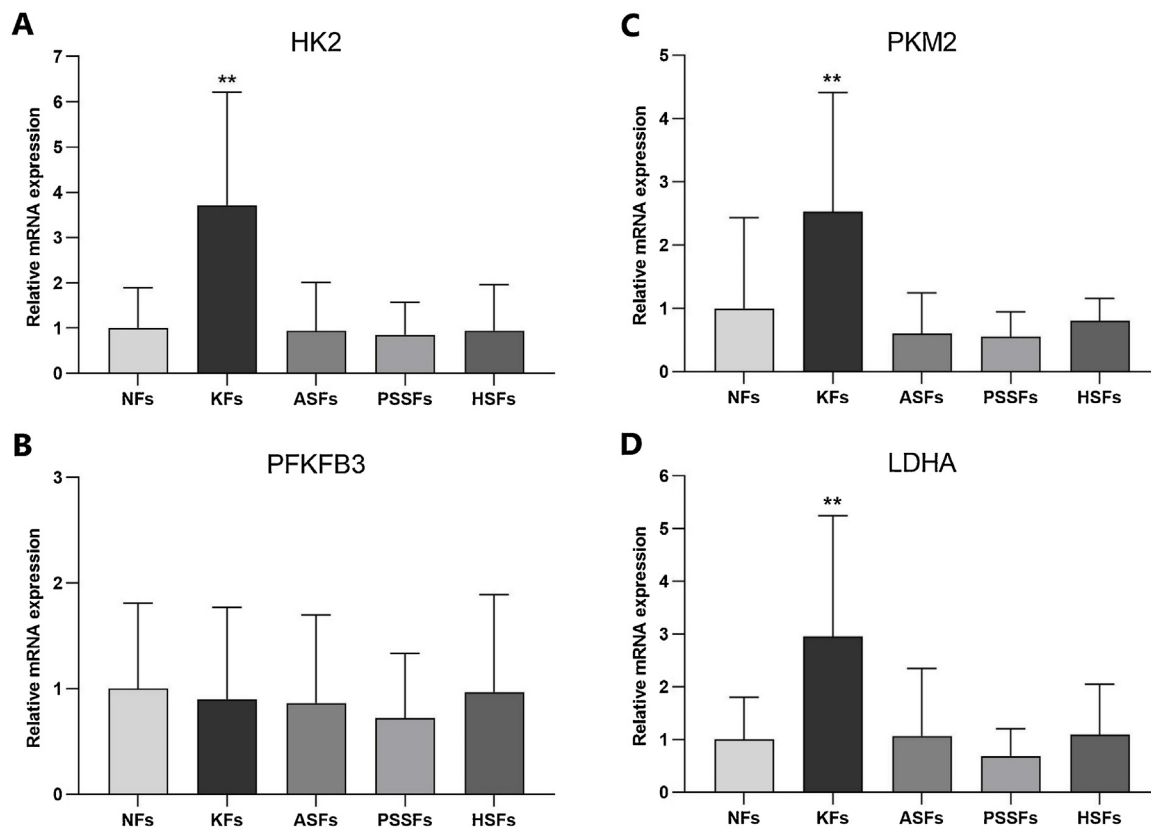 A
HK2
Relative mRNA expression
7
6
5
4
3
2
1
0
**
NFs KFs ASFs PSSFs HSFs
B
PFKFB3
Relative mRNA expression
3
2
1
0
NFs KFs ASFs PSSFs HSFs
C
PKM2
Relative mRNA expression
5
4
3
2
1
0
**
NFs KFs ASFs PSSFs HSFs
D
LDHA
Relative mRNA expression
6
5
4
3
2
1
0
**
NFs KFs ASFs PSSFs HSFs